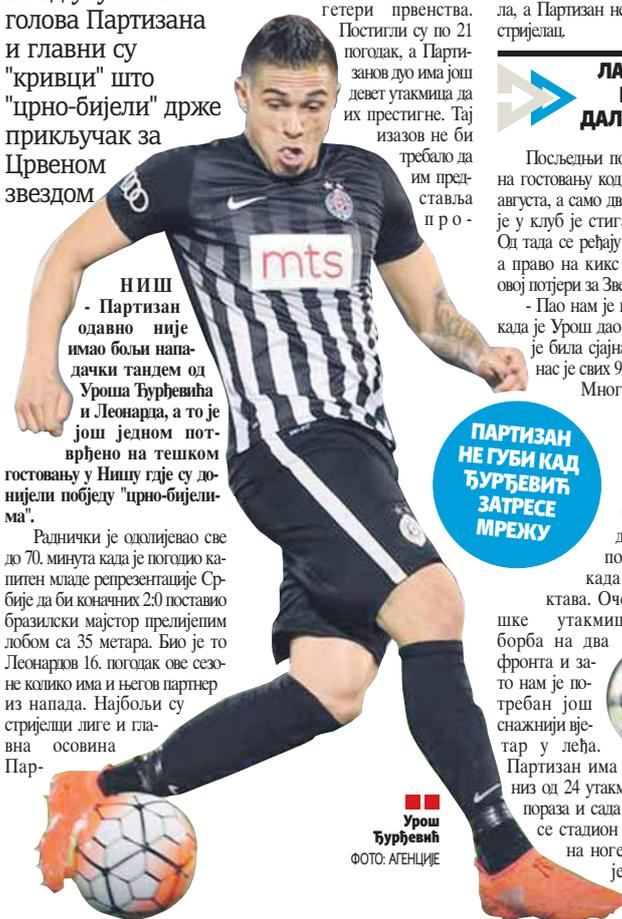 голова Партизана
и главни су
"кривци" што
"црно-бијели" држе
прикључак за
Црвеном
звездом
НИШ
- Партизан
одавно није
имао бољи напа-
дачки тандем од
Уроша Ђурђевића
и Леонарда, а то је
још једном пот-
врђено на тешком
гостовању у Нишу гдје су до-
нијели побједу "црно-бијели-
ма".
Раднички је одолијевао све
до 70. минута када је погодио ка-
питен младе репрезентације Ср-
бије да би коначних 2:0 поставио
бразилски мајстор прелијепим
лобом са 35 метара. Био је то
Леонардов 16. погодак ове сезо-
не колико има и његов партнер
из напада. Најбољи су
стријелци лиге и гла-
вна осовина
Пар-
гетери првенства.
Постигли су по 21
погодак, а Парти-
занов дуо има још
девет утакмица да
их престигне. Тај
изазов не би
требало да
им пред-
ставља
про-
mts
ла, а Партизан не
стријелац.
ЛА
ДАЛ
Посљедњи по
на гостовању код
августа, а само дв
је у клуб је стига
Од тада се ређају
а право на кикс
овој потјери за Зве
- Пао нам је
када је Урош дао
је била сјајна
нас је свих 9
Мног
ПАРТИЗАН
НЕ ГУБИ КАД
ЂУРЂЕВИЋ
ЗАТРЕСЕ
МРЕЖУ
д
по
када
ктава. Оче
шке утакмиц
борба на два
фронта и за-
то нам је по-
требан још
снажнији вје-
тар у леђа.
Партизан има
низ од 24 утакм
пораза и сада
се стадион
на ноге
је
Урош
Ђурђевић
ФОТО: АГЕНЦИЈЕ